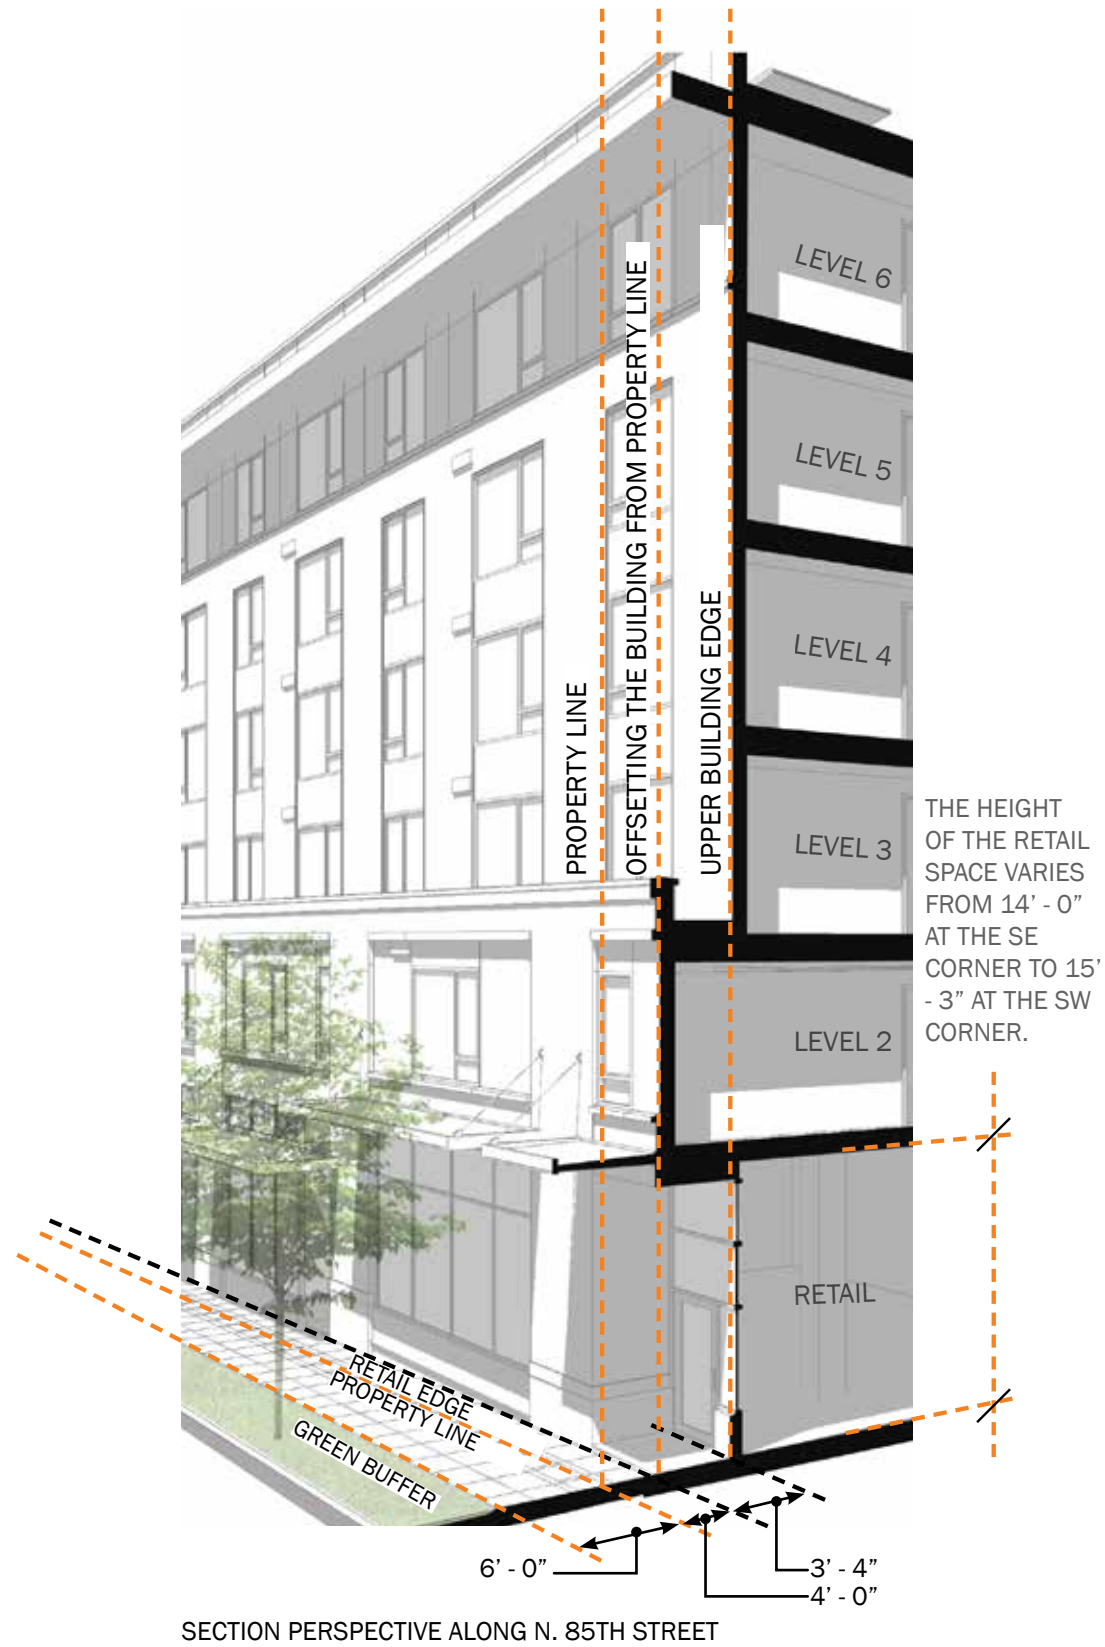 LEVEL 6
OFFSETTING THE BUILDING FROM PROPERTY LINE
LEVEL 5
UPPER BUILDING EDGE
LEVEL 4
PROPERTY LINE
LEVEL 3
THE HEIGHT
OF THE RETAIL
SPACE VARIES
FROM 14' - 0”
AT THE SE
CORNER TO 15'
- 3” AT THE SW
CORNER.
LEVEL 2
RETAIL
RETAIL EDGE
PROPERTY LINE
GREEN BUFFER
6' - 0”
3' - 4”
4' - 0”
SECTION PERSPECTIVE ALONG N. 85TH STREET